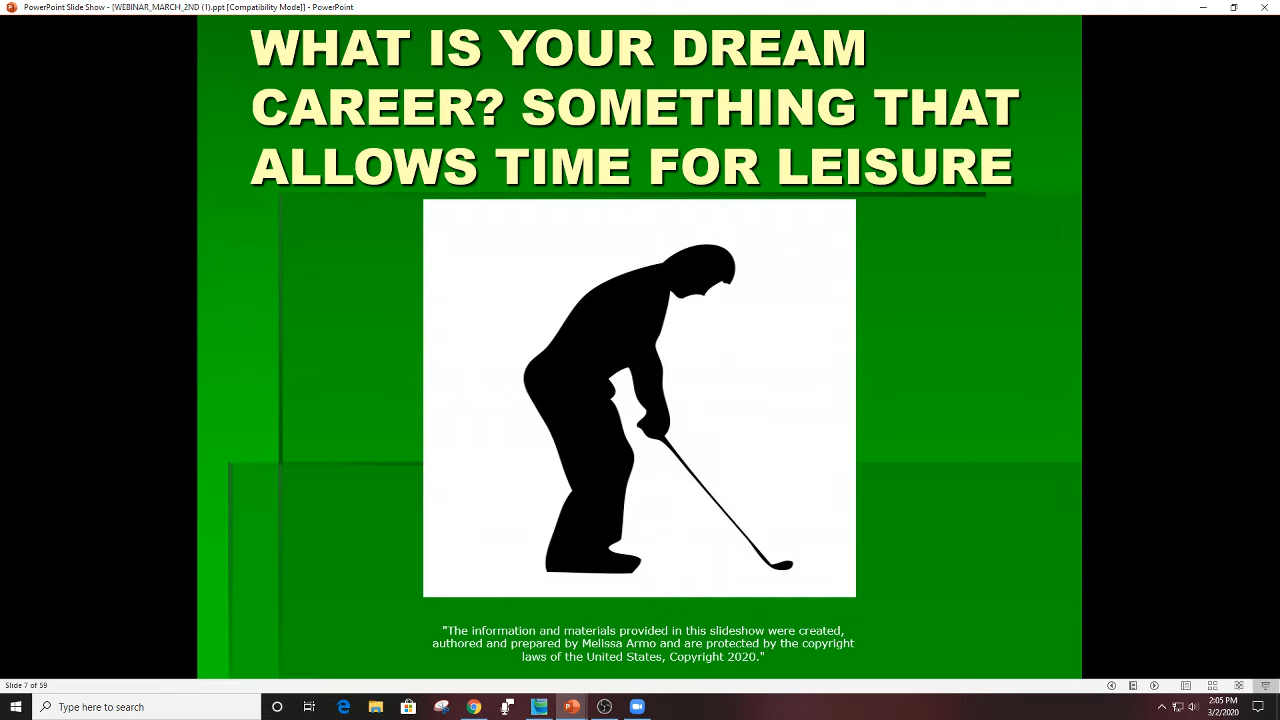 PowerPoint Slide Show - [WEBINAR_MARCH_2ND (1).ppt [Compatibility Mode]] - PowerPoint
WHAT IS YOUR DREAM
CAREER? SOMETHING THAT
ALLOWS TIME FOR LEISURE
"The information and materials provided in this slideshow were created,
authored and prepared by Melissa Armo and are protected by the copyright
laws of the United States, Copyright 2020."
Slide 7 of 59
Type here to search
2:05 PM
3/2/2020